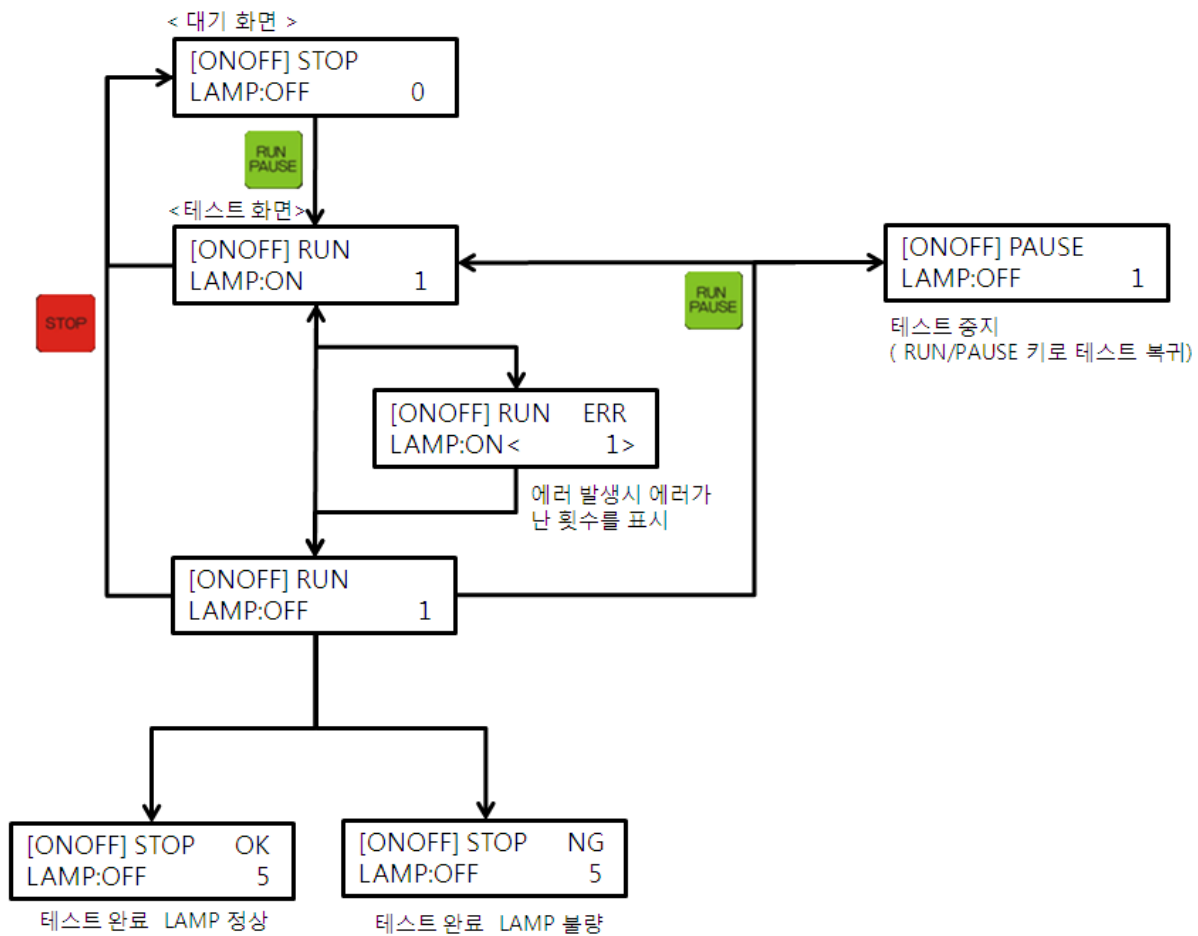 < 대기 화면 >
[ONOFF] STOP
LAMP:OFF 0
RUN
PAUSE
<테스트 화면>
[ONOFF] RUN
LAMP:ON 1
[ONOFF] PAUSE
LAMP:OFF 1
RUN
PAUSE
STOP
테스트 중지
( RUN/PAUSE 키로 테스트 복귀)
[ONOFF] RUN ERR
LAMP:ON< 1>
에러 발생시 에러가
난 횟수를 표시
[ONOFF] RUN
LAMP:OFF 1
[ONOFF] STOP OK
LAMP:OFF 5
테스트 완료 LAMP 정상
[ONOFF] STOP NG
LAMP:OFF 5
테스트 완료 LAMP 불량